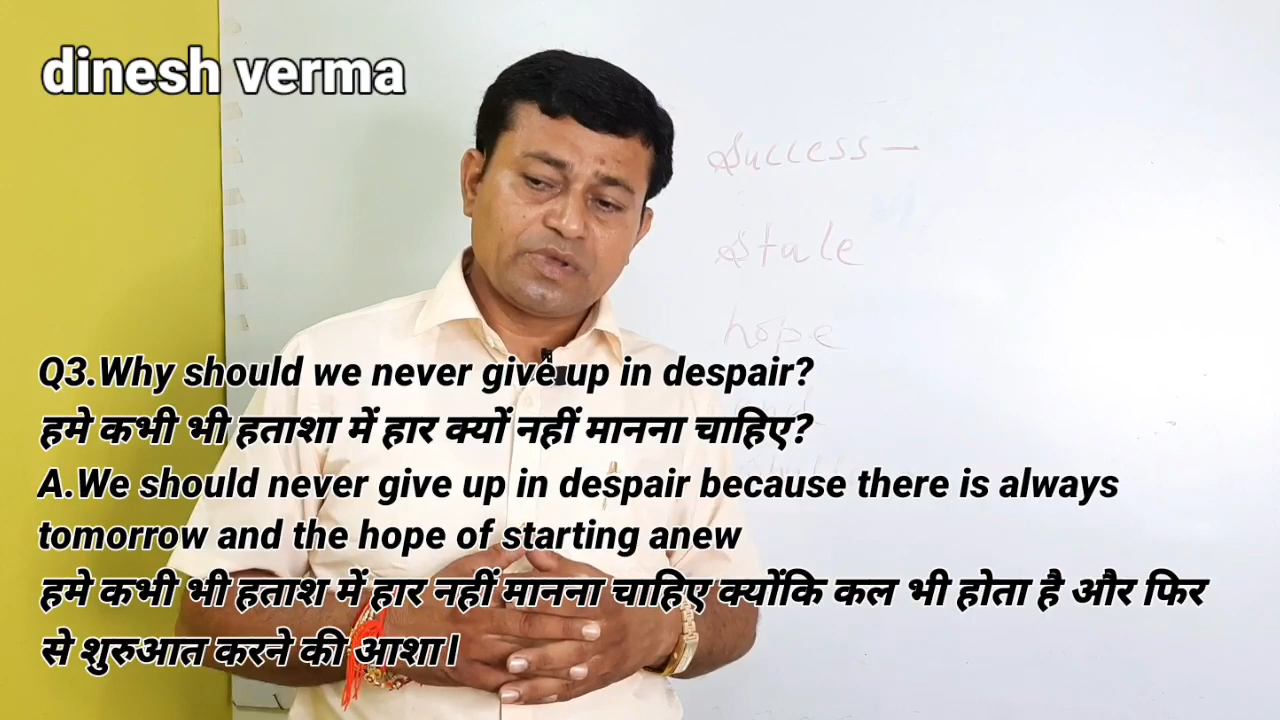 dinesh verma
Success —
Stale
hope
Q3.Why should we never give up in despair?
हमे कभी भी हताशा में हार क्यों नहीं मानना चाहिए?
A.We should never give up in despair because there is always
tomorrow and the hope of starting anew
हमे कभी भी हताश में हार नहीं मानना चाहिए क्योंकि कल भी होता है और फिर
से शुरुआत करने की आशा।